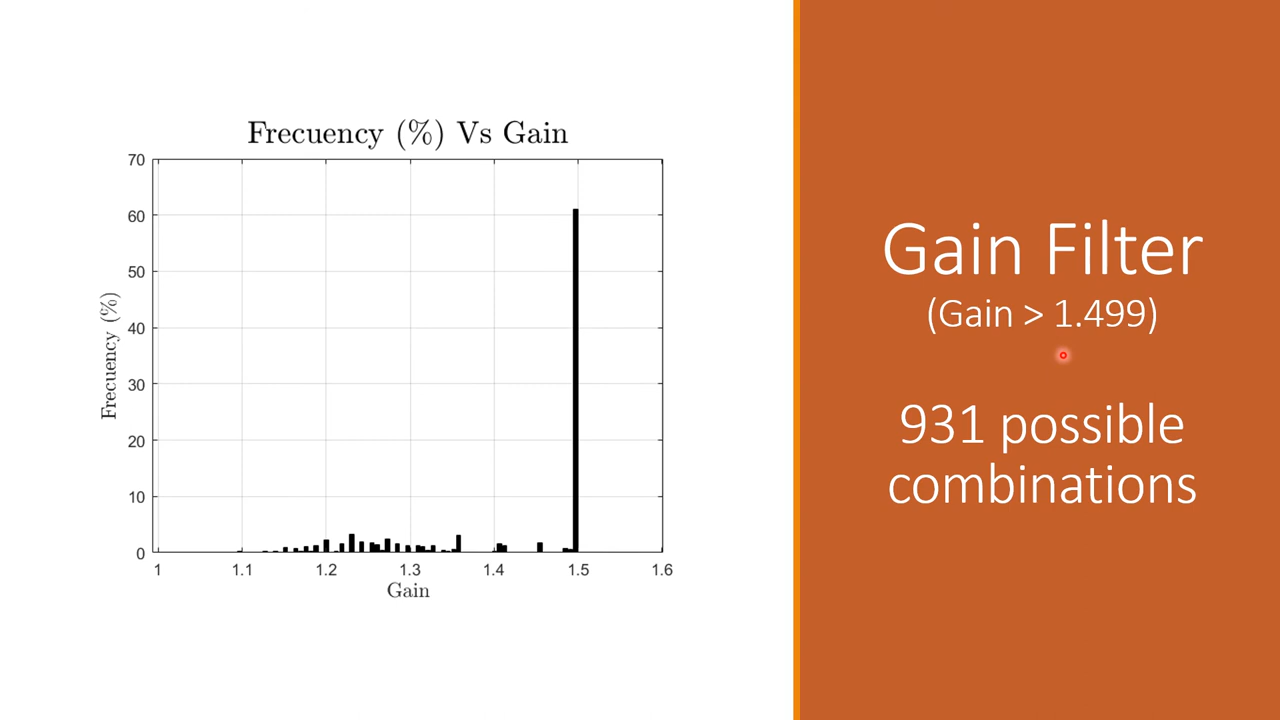 Frecuency (%) Vs Gain
70
60
50
40
30
20
10
0
Frecuency (%)
1 1.1 1.2 1.3 1.4 1.5 1.6
Gain
Gain Filter
(Gain > 1.499)
931 possible
combinations